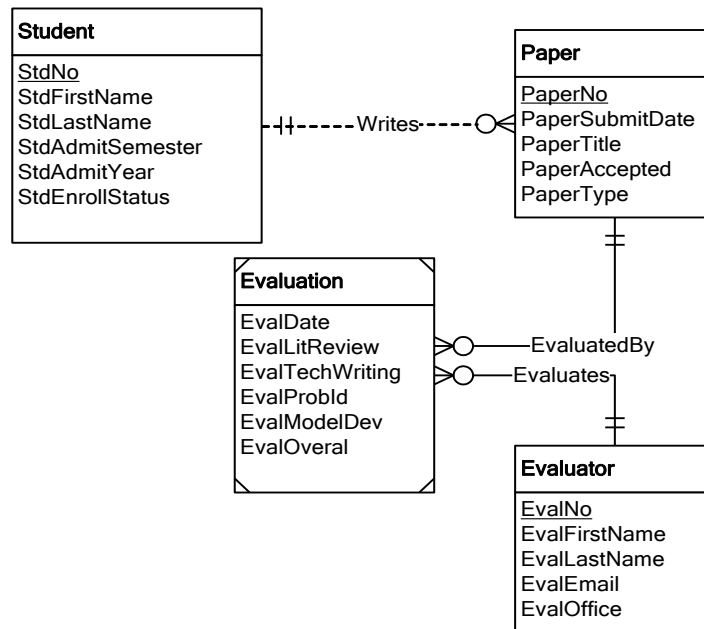 Student
StdNo
StdFirstName
StdLastName
StdAdmitSemester
StdAdmitYear
StdEnrollStatus
Writes
Paper
PaperNo
PaperSubmitDate
PaperTitle
PaperAccepted
PaperType
Evaluation
EvalDate
EvalLitReview
EvalTechWriting
EvalProbId
EvalModelDev
EvalOveral
EvaluatedBy
Evaluates
Evaluator
EvalNo
EvalFirstName
EvalLastName
EvalEmail
EvalOffice